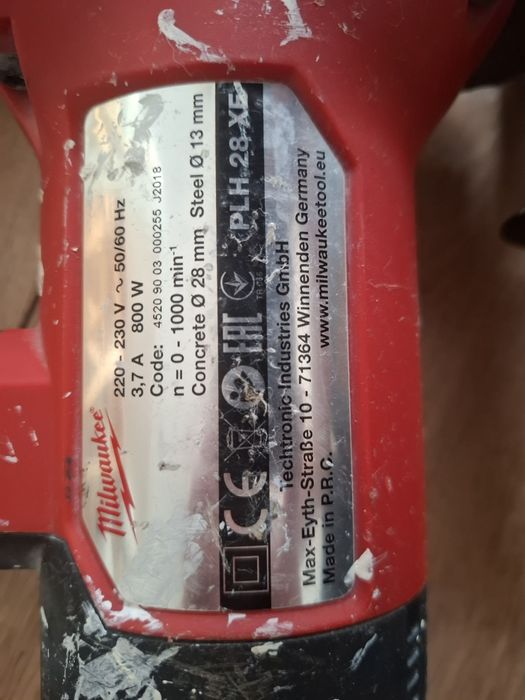 Milwaukee®
220 - 230 V ~ 50/60 Hz
3,7 A 800 W
Code: 4520 90 03 000255 J2018
n = 0 - 1000 min⁻¹
Concrete Ø 28 mm Steel Ø 13 mm
CE EAC PLH 28 XE
Techtronic Industries GmbH
Max-Eyth-Straße 10 - 71364 Winnenden Germany
Made in P.R.C. www.milwaukeetool.eu